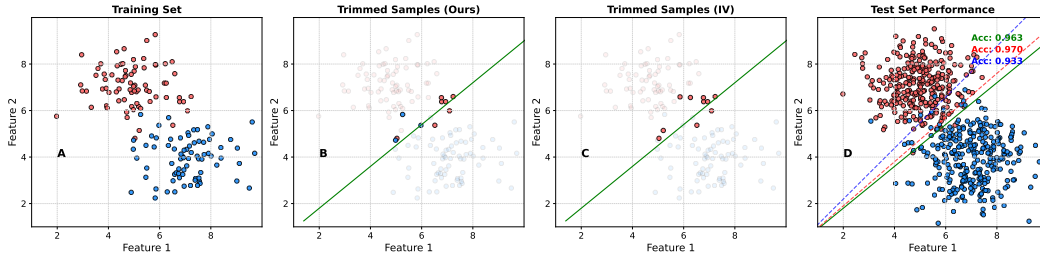 Training Set
Feature 2
8
6
4
2
A
2
4
6
8
Feature 1
Trimmed Samples (Ours)
Feature 2
8
6
4
2
B
2
4
6
8
Feature 1
Trimmed Samples (IV)
Feature 2
8
6
4
2
C
2
4
6
8
Feature 1
Test Set Performance
Feature 2
8
6
4
2
Acc: 0.963
Acc: 0.970
Acc: 0.933
D
2
4
6
8
Feature 1